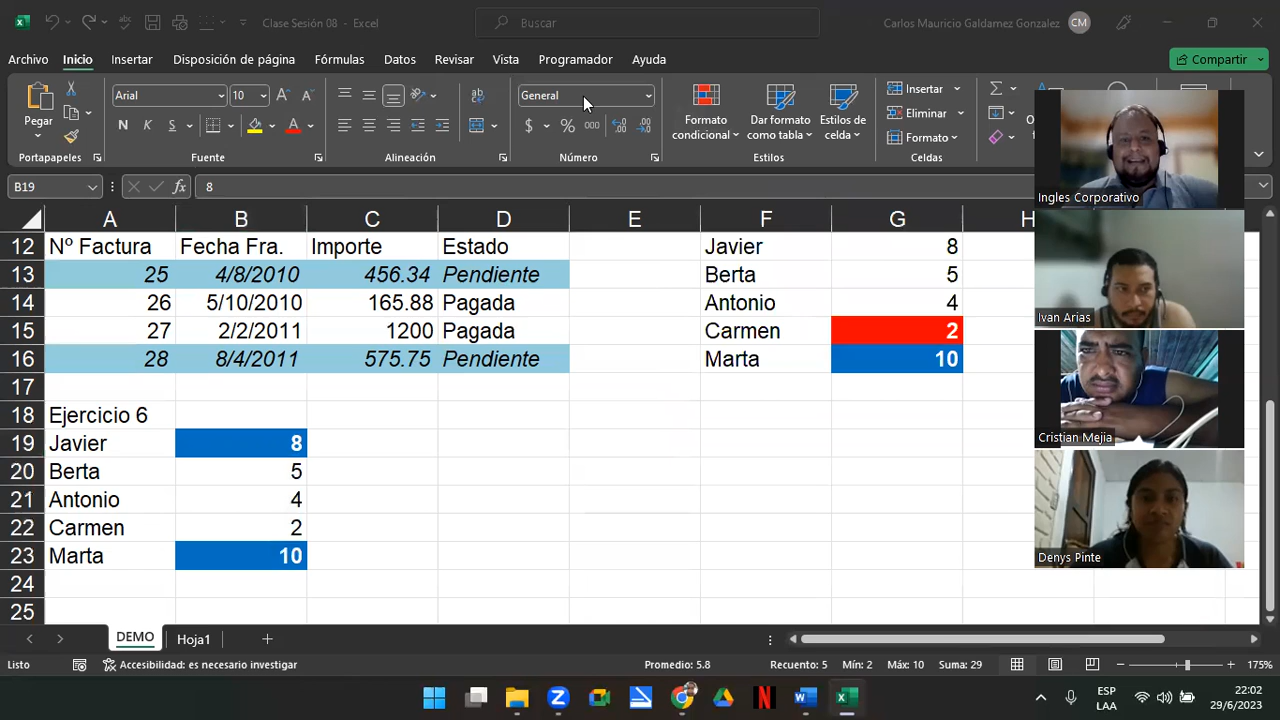 Clase Sesión 08 - Excel
Buscar
Carlos Mauricio Galdamez Gonzalez
CM
Archivo Inicio Insertar Disposición de página Fórmulas Datos Revisar Vista Programador Ayuda
Compartir
Pegar
Portapapeles
Arial 10
N K S
Fuente
Alineación
General
$ % 000
Número
Formato condicional
Dar formato como tabla
Estilos de celda
Estilos
Insertar
Eliminar
Formato
Celdas
B19 fx 8
A B C D E F G H
12 Nº Factura Fecha Fra. Importe Estado Javier 8
13 25 4/8/2010 456.34 Pendiente Berta 5
14 26 5/10/2010 165.88 Pagada Antonio 4
15 27 2/2/2011 1200 Pagada Carmen 2
16 28 8/4/2011 575.75 Pendiente Marta 10
17
18 Ejercicio 6
19 Javier 8
20 Berta 5
21 Antonio 4
22 Carmen 2
23 Marta 10
24
25
Ingles Corporativo
Ivan Arias
Cristian Mejia
Denys Pinte
DEMO Hoja1
Listo Accesibilidad: es necesario investigar Promedio: 5.8 Recuento: 5 Mín: 2 Máx: 10 Suma: 29 175%
ESP
LAA
22:02
29/6/2023